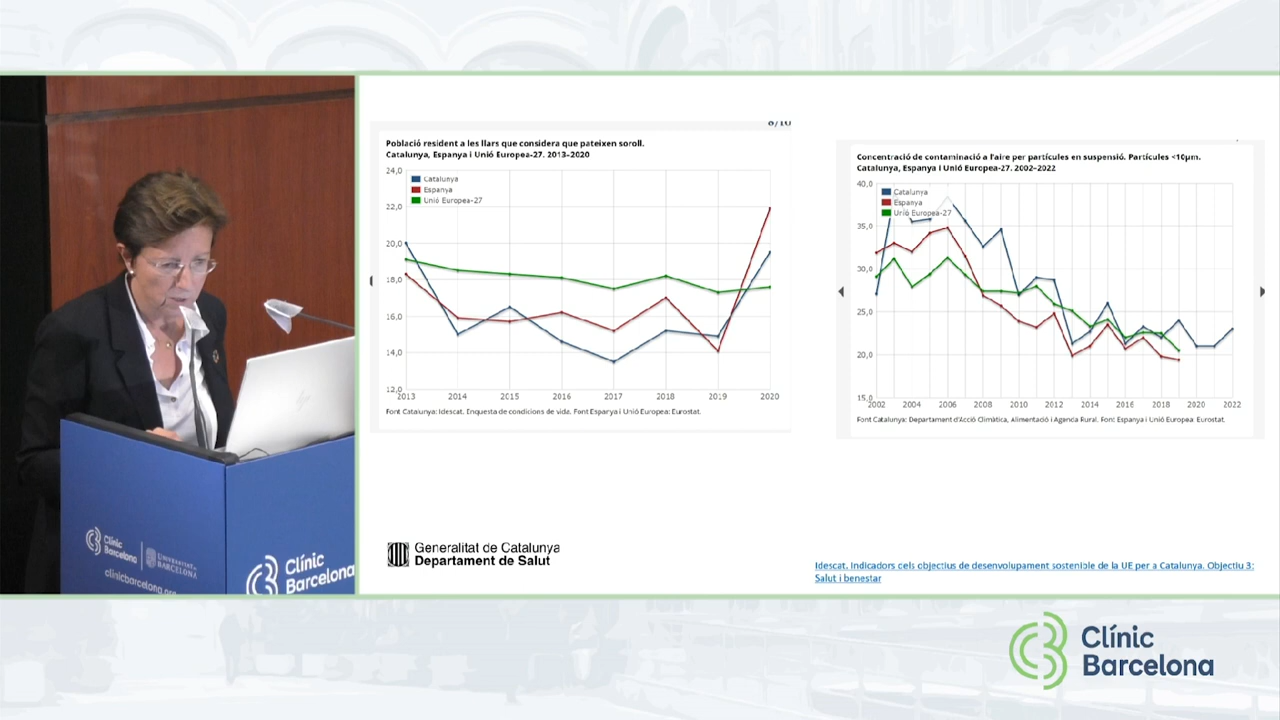 8/10
Població resident a les llars que considera que pateixen soroll.
Catalunya, Espanya i Unió Europea-27. 2013–2020
24,0
22,0
20,0
18,0
16,0
14,0
12,0
Catalunya
Espanya
Unió Europea-27
2013 2014 2015 2016 2017 2018 2019 2020
Font Catalunya: Idescat. Enquesta de condicions de vida. Font Espanya i Unió Europea: Eurostat.
Concentració de contaminació a l'aire per partícules en suspensió. Partícules <10µm.
Catalunya, Espanya i Unió Europea-27. 2002–2022
40,0
35,0
30,0
25,0
20,0
15,0
Catalunya
Espanya
Unió Europea-27
2002 2004 2006 2008 2010 2012 2014 2016 2018 2020 2022
Font Catalunya: Departament d'Acció Climàtica, Alimentació i Agenda Rural. Font Espanya i Unió Europea: Eurostat.
Generalitat de Catalunya
Departament de Salut
Idescat. Indicadors dels objectius de desenvolupament sostenible de la UE per a Catalunya. Objectiu 3:
Salut i benestar
Clínic
Barcelona
UNIVERSITAT DE
BARCELONA
clinicbarcelona.org
Clínic
Barcelona
Clínic
Barcelona